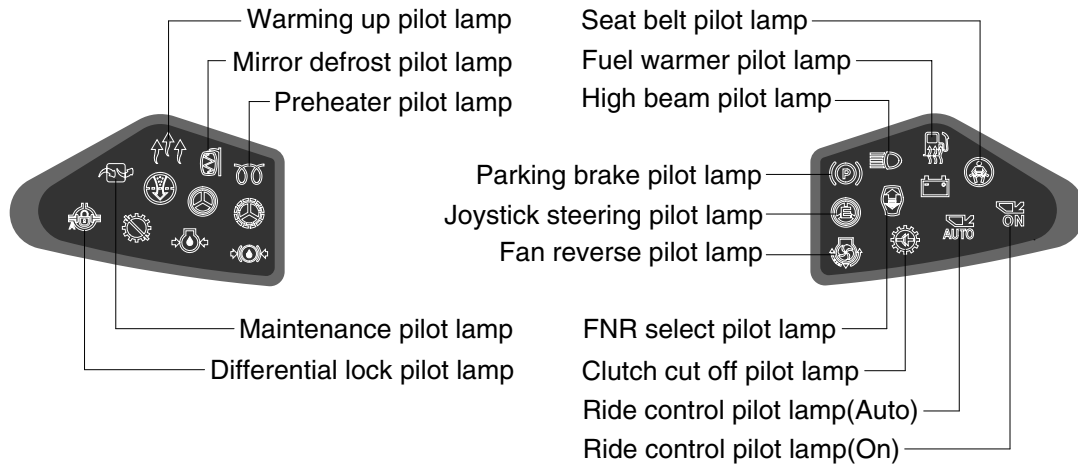 Warming up pilot lamp
Mirror defrost pilot lamp
Preheater pilot lamp
A
Maintenance pilot lamp
Differential lock pilot lamp
Seat belt pilot lamp
Fuel warmer pilot lamp
High beam pilot lamp
Parking brake pilot lamp
Joystick steering pilot lamp
Fan reverse pilot lamp
P
AUTO
ON
FNR select pilot lamp
Clutch cut off pilot lamp
Ride control pilot lamp(Auto)
Ride control pilot lamp(On)